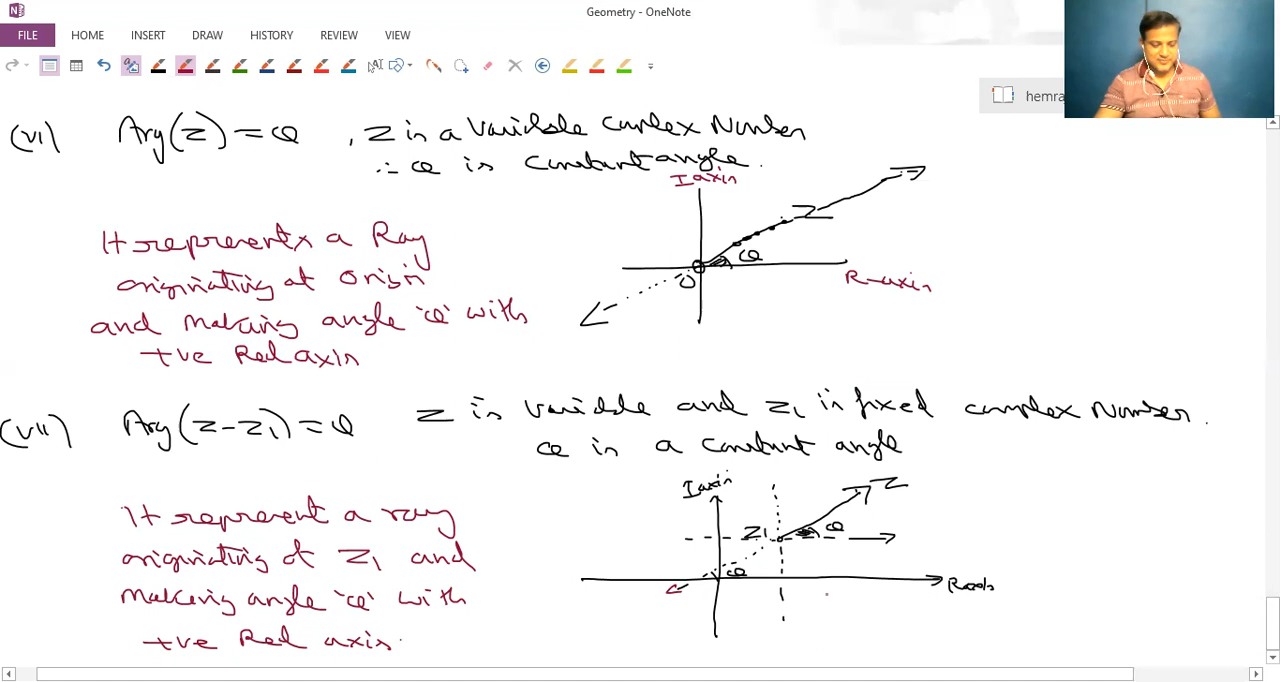 Geometry - OneNote
FILE HOME INSERT DRAW HISTORY REVIEW VIEW
hemra
(vi) Arg(z) = θ , z is a variable complex Number
∴ θ is constant angle.
I axis
It represents a Ray
originating at origin
and making angle 'θ' with
+ve Real axis
z
θ
O
R-axis
(vii) Arg(z-z₁) = θ z is variable and z₁ is fixed complex Number.
θ is a constant angle
It represent a ray
originating at z₁ and
making angle 'θ' with
+ve Real axis.
I axis
z
z₁ θ
θ
R axis